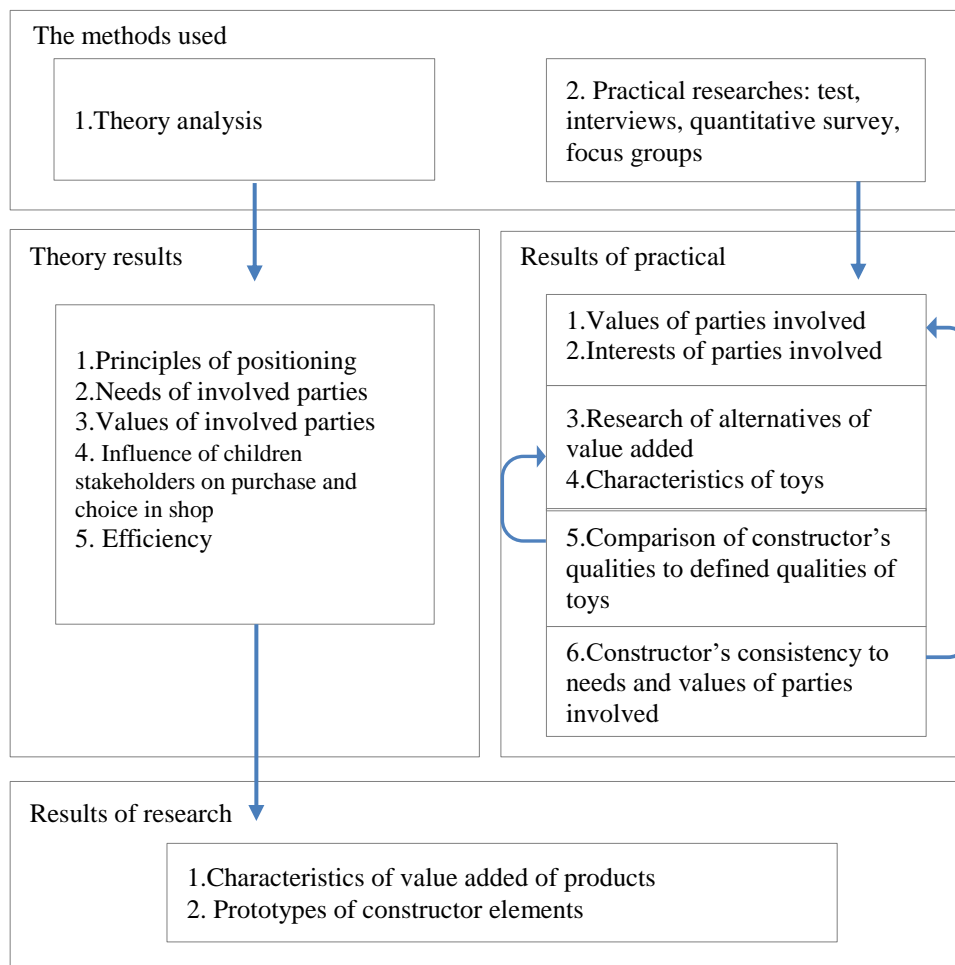 The methods used
1.Theory analysis
2. Practical researches: test,
interviews, quantitative survey,
focus groups
Theory results
1.Principles of positioning
2.Needs of involved parties
3.Values of involved parties
4. Influence of children
stakeholders on purchase and
choice in shop
5. Efficiency
Results of practical
1.Values of parties involved
2.Interests of parties involved
3.Research of alternatives of
value added
4.Characteristics of toys
5.Comparison of constructor’s
qualities to defined qualities of
toys
6.Constructor’s consistency to
needs and values of parties
involved
Results of research
1.Characteristics of value added of products
2. Prototypes of constructor elements